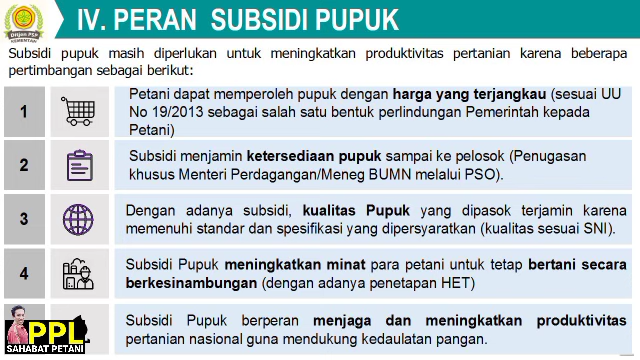 IV. PERAN SUBSIDI PUPUK
Ditjen PSP
KEMENTAN
Subsidi pupuk masih diperlukan untuk meningkatkan produktivitas pertanian karena beberapa
pertimbangan sebagai berikut:
1
Petani dapat memperoleh pupuk dengan harga yang terjangkau (sesuai UU
No 19/2013 sebagai salah satu bentuk perlindungan Pemerintah kepada
Petani)
2
Subsidi menjamin ketersediaan pupuk sampai ke pelosok (Penugasan
khusus Menteri Perdagangan/Meneg BUMN melalui PSO).
3
Dengan adanya subsidi, kualitas Pupuk yang dipasok terjamin karena
memenuhi standar dan spesifikasi yang dipersyaratkan (kualitas sesuai SNI).
4
Subsidi Pupuk meningkatkan minat para petani untuk tetap bertani secara
berkesinambungan (dengan adanya penetapan HET)
Subsidi Pupuk berperan menjaga dan meningkatkan produktivitas
pertanian nasional guna mendukung kedaulatan pangan.
PPL
SAHABAT PETANI